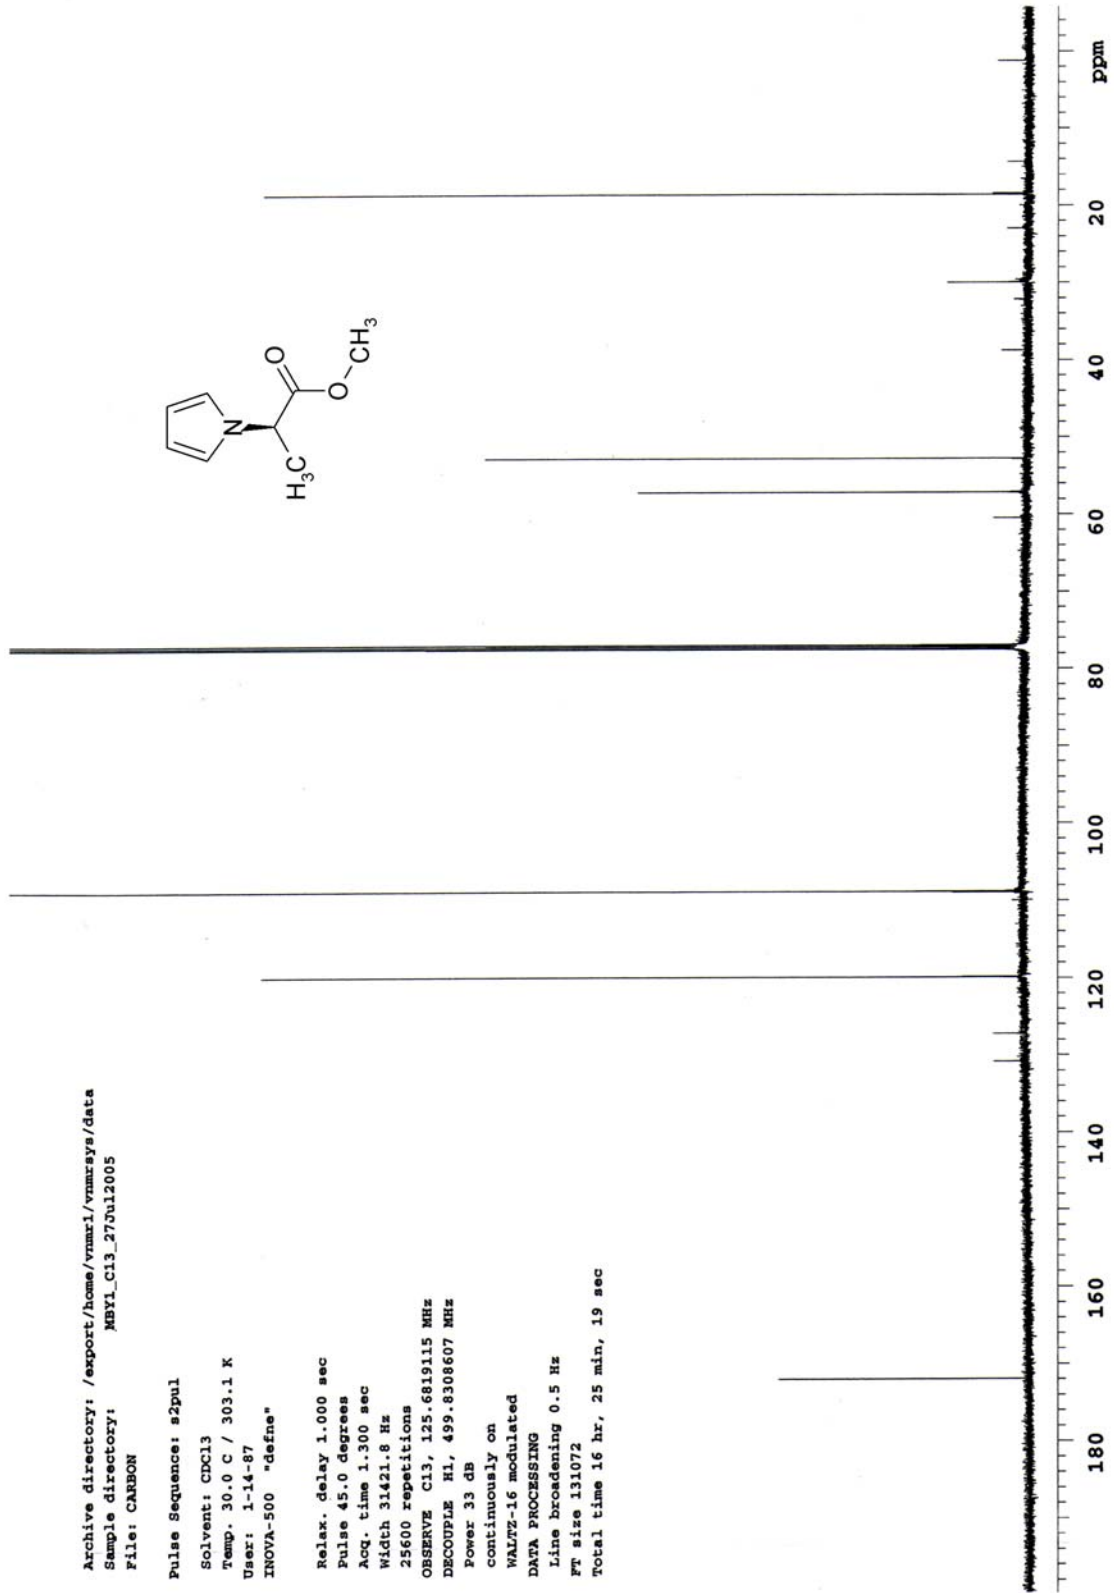 Archive directory: /export/home/vnmr1/vnmrsys/data
Sample directory: MBY1_C13_27Jul2005
File: CARBON
Pulse Sequence: s2pul
Solvent: CDCl3
Temp. 30.0 C / 303.1 K
User: 1-14-87
INOVA-500 "defne"
Relax. delay 1.000 sec
Pulse 45.0 degrees
Acq. time 1.300 sec
Width 31421.8 Hz
25600 repetitions
OBSERVE C13, 125.6819115 MHz
DECOUPLE H1, 499.8308607 MHz
Power 33 dB
continuously on
WALTZ-16 modulated
DATA PROCESSING
Line broadening 0.5 Hz
FT size 131072
Total time 16 hr, 25 min, 19 sec
N
O
H3C
O
CH3
180 160 140 120 100 80 60 40 20 ppm